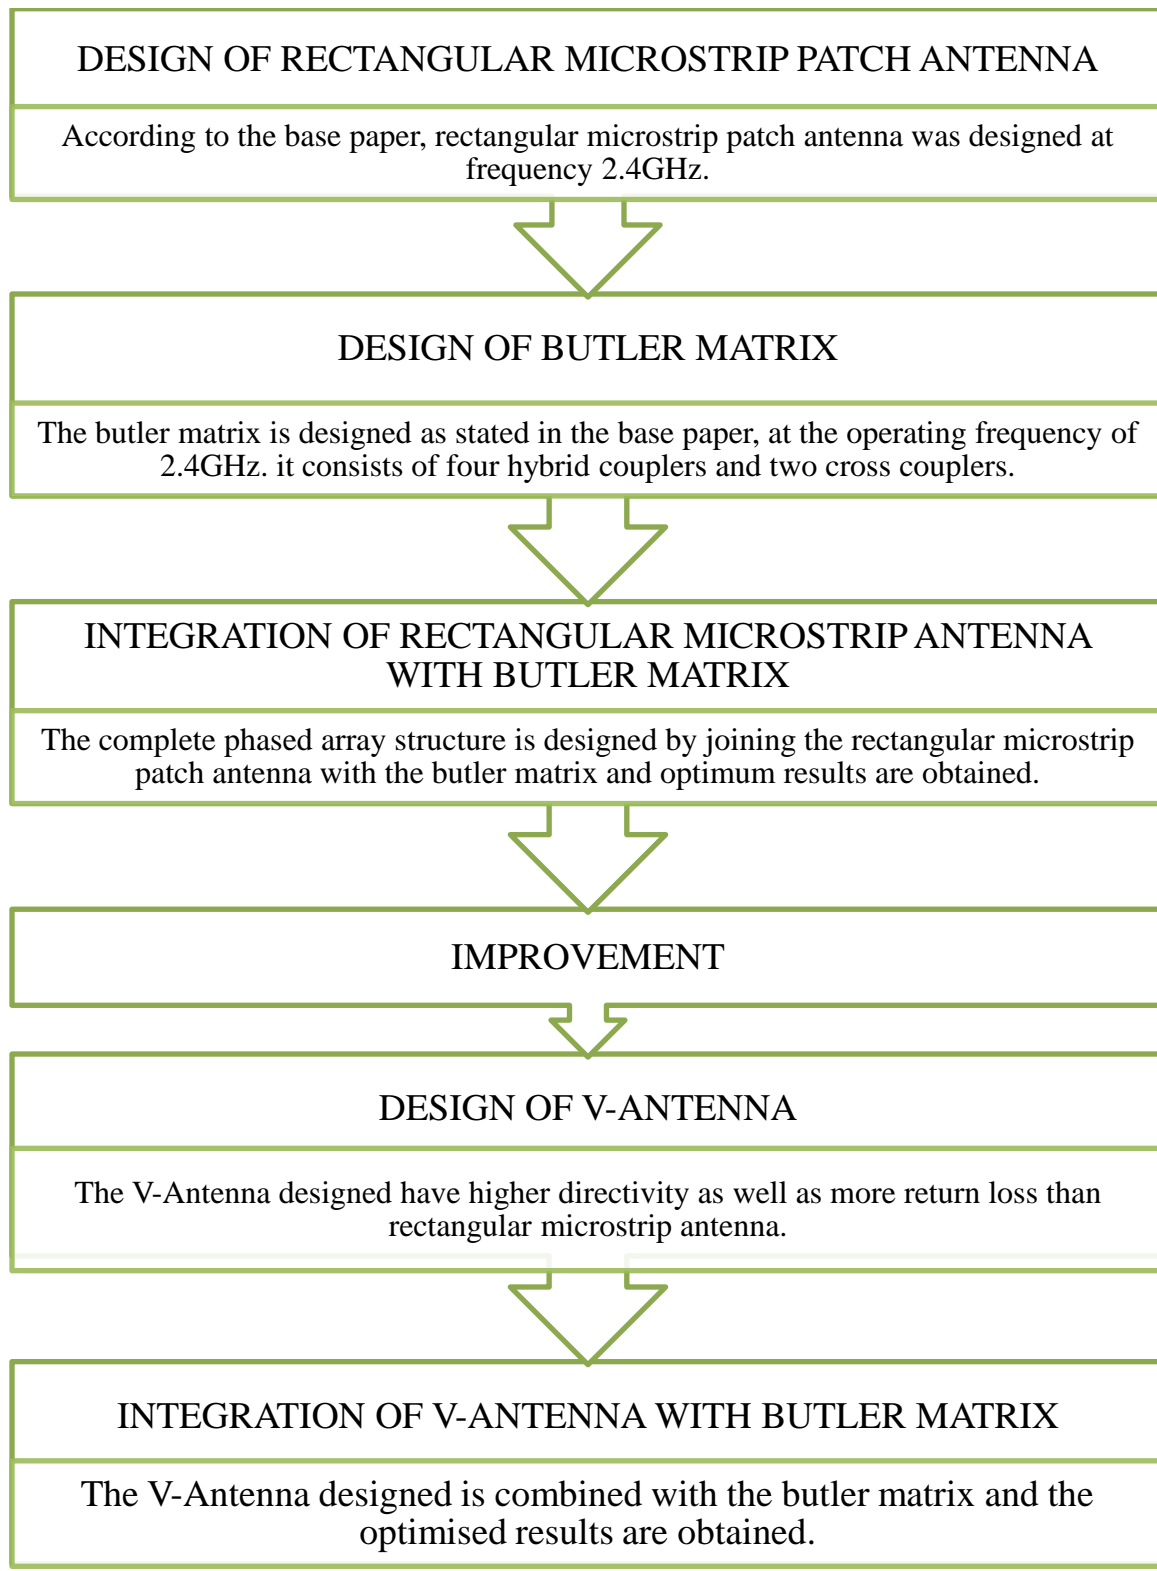 DESIGN OF RECTANGULAR MICROSTRIP PATCH ANTENNA
According to the base paper, rectangular microstrip patch antenna was designed at
frequency 2.4GHz.
DESIGN OF BUTLER MATRIX
The butler matrix is designed as stated in the base paper, at the operating frequency of
2.4GHz. it consists of four hybrid couplers and two cross couplers.
INTEGRATION OF RECTANGULAR MICROSTRIP ANTENNA
WITH BUTLER MATRIX
The complete phased array structure is designed by joining the rectangular microstrip
patch antenna with the butler matrix and optimum results are obtained.
IMPROVEMENT
DESIGN OF V-ANTENNA
The V-Antenna designed have higher directivity as well as more return loss than
rectangular microstrip antenna.
INTEGRATION OF V-ANTENNA WITH BUTLER MATRIX
The V-Antenna designed is combined with the butler matrix and the
optimised results are obtained.